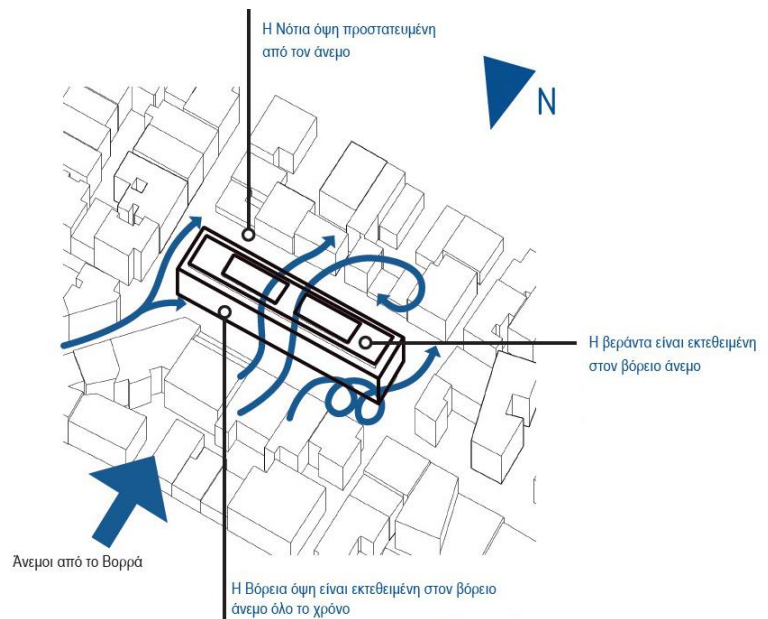 Η Νότια όψη προστατευμένη
από τον άνεμο
N
Η βεράντα είναι εκτεθειμένη
στον βόρειο άνεμο
Άνεμοι από το Βορρά
Η Βόρεια όψη είναι εκτεθειμένη στον βόρειο
άνεμο όλο το χρόνο